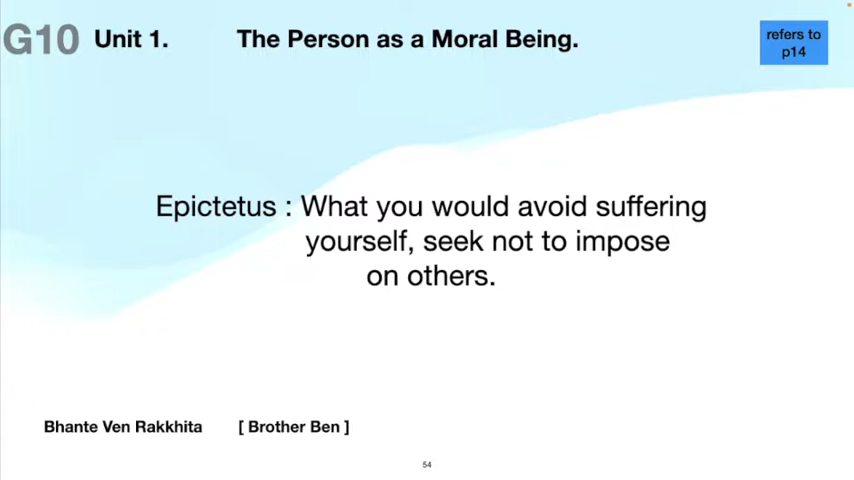 G10 Unit 1. The Person as a Moral Being.
refers to
p14
Epictetus : What you would avoid suffering
yourself, seek not to impose
on others.
Bhante Ven Rakkhita [ Brother Ben ]
54